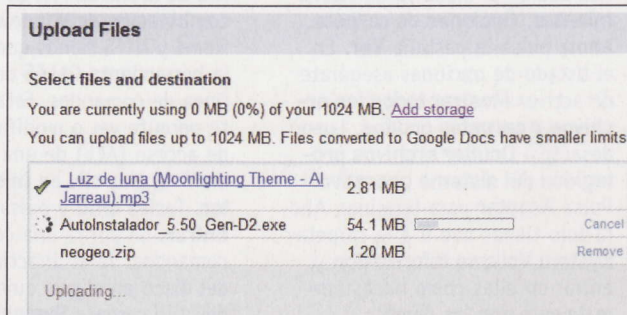 Upload Files
Select files and destination
You are currently using 0 MB (0%) of your 1024 MB. Add storage
You can upload files up to 1024 MB. Files converted to Google Docs have smaller limits
_Luz de luna (Moonlighting Theme - Al
Jarreau).mp3 2.81 MB
AutoInstalador_5.50_Gen-D2.exe 54.1 MB Cancel
neogeo.zip 1.20 MB Remove
Uploading...